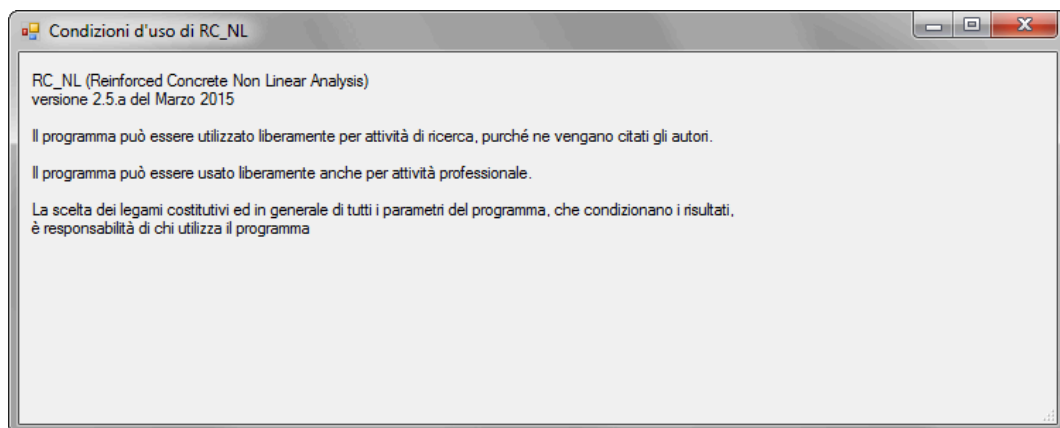 Condizioni d'uso di RC_NL
RC_NL (Reinforced Concrete Non Linear Analysis)
versione 2.5.a del Marzo 2015
Il programma può essere utilizzato liberamente per attività di ricerca, purché ne vengano citati gli autori.
Il programma può essere usato liberamente anche per attività professionale.
La scelta dei legami costitutivi ed in generale di tutti i parametri del programma, che condizionano i risultati,
è responsabilità di chi utilizza il programma